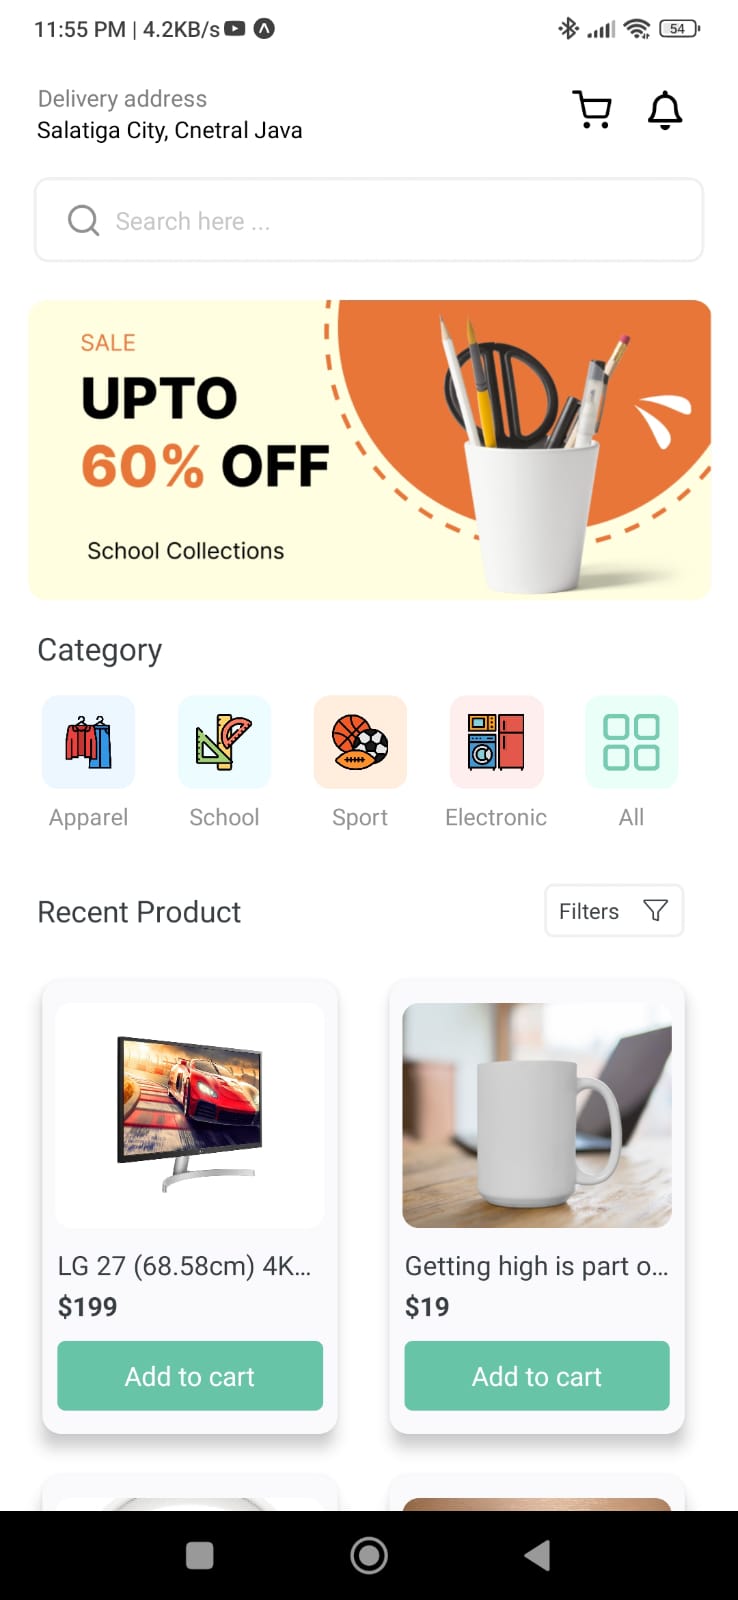 11:55 PM | 4.2KB/s
54
Delivery address
Salatiga City, Cnetral Java
Search here ...
SALE
UPTO
60% OFF
School Collections
Category
Apparel School Sport Electronic All
Recent Product
Filters
LG 27 (68.58cm) 4K... Getting high is part o...
$199 $19
Add to cart Add to cart